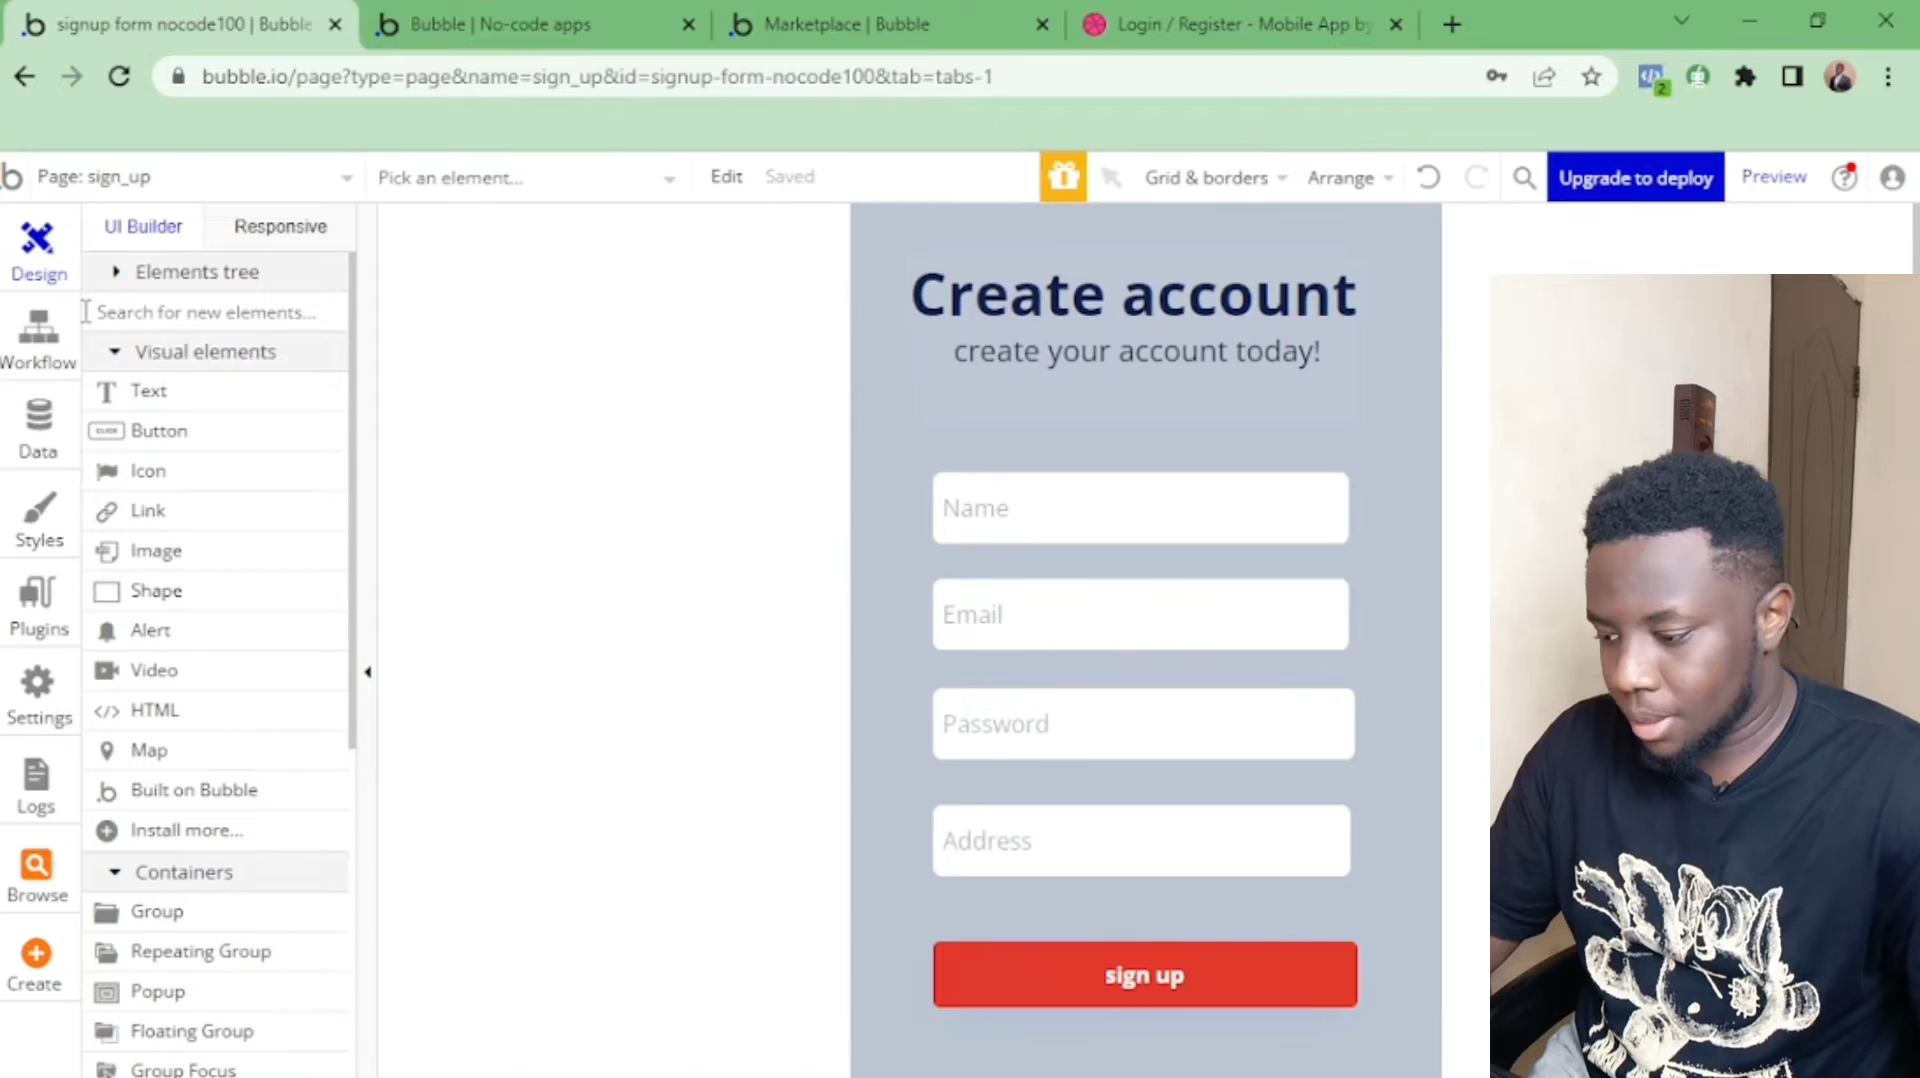 signup form nocode100 | Bubble
Bubble | No-code apps
Marketplace | Bubble
Login / Register - Mobile App by
bubble.io/page?type=page&name=sign_up&id=signup-form-nocode100&tab=tabs-1
2
Page: sign_up
Pick an element...
Edit
Saved
Grid & borders
Arrange
Upgrade to deploy
Preview
Design
Workflow
Data
Styles
Plugins
Settings
Logs
Browse
Create
UI Builder
Responsive
Elements tree
Search for new elements...
Visual elements
Text
CLICK Button
Icon
Link
Image
Shape
Alert
Video
HTML
Map
Built on Bubble
Install more...
Containers
Group
Repeating Group
Popup
Floating Group
Group Focus
Create account
create your account today!
Name
Email
Password
Address
sign up